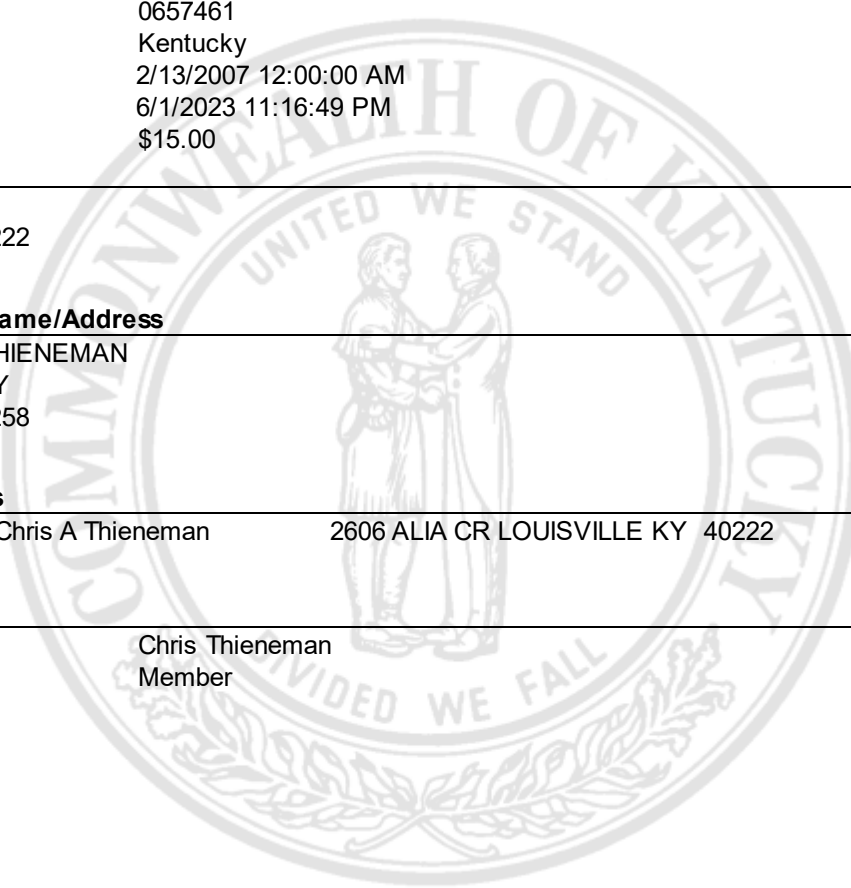 0657461
Kentucky
2/13/2007 12:00:00 AM
6/1/2023 11:16:49 PM
$15.00
222
ame/Address
HIENEMAN
Y
258
s
Chris A Thieneman 2606 ALIA CR LOUISVILLE KY 40222
Chris Thieneman
Member
COMMONWEALTH OF KENTUCKY
UNITED WE STAND
DIVIDED WE FALL